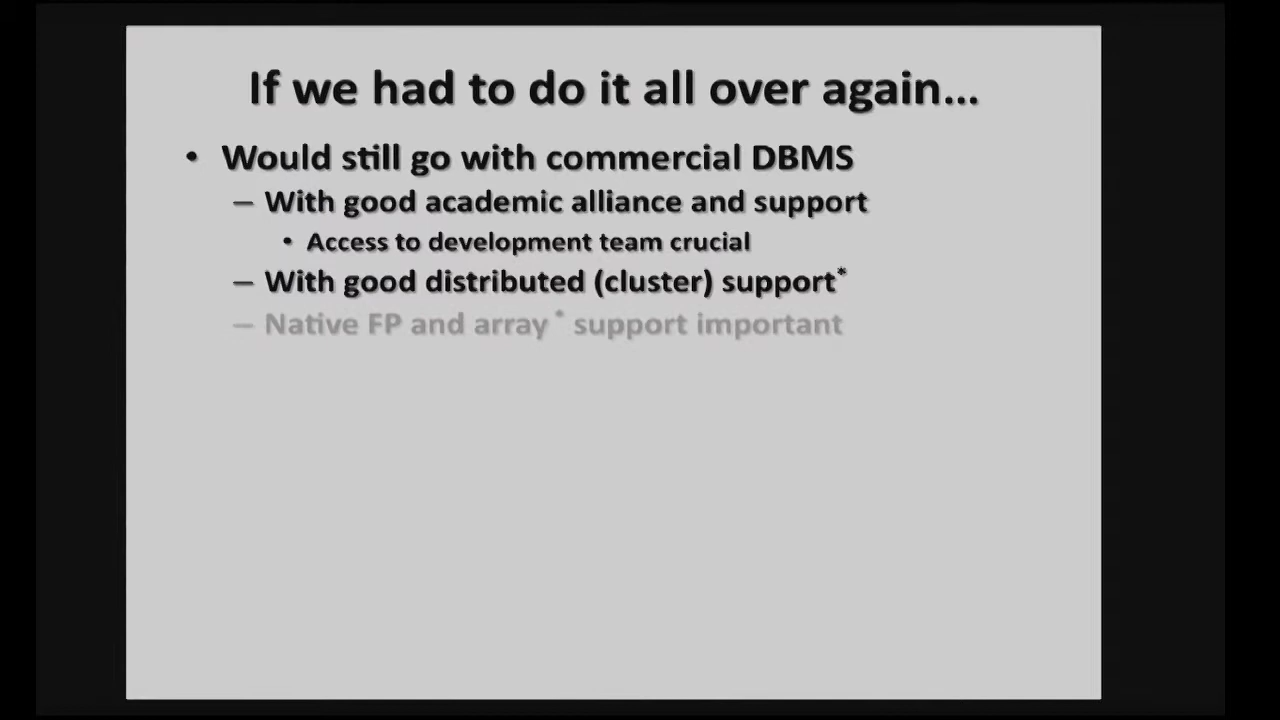 If we had to do it all over again...
• Would still go with commercial DBMS
– With good academic alliance and support
• Access to development team crucial
– With good distributed (cluster) support*
– Native FP and array* support important